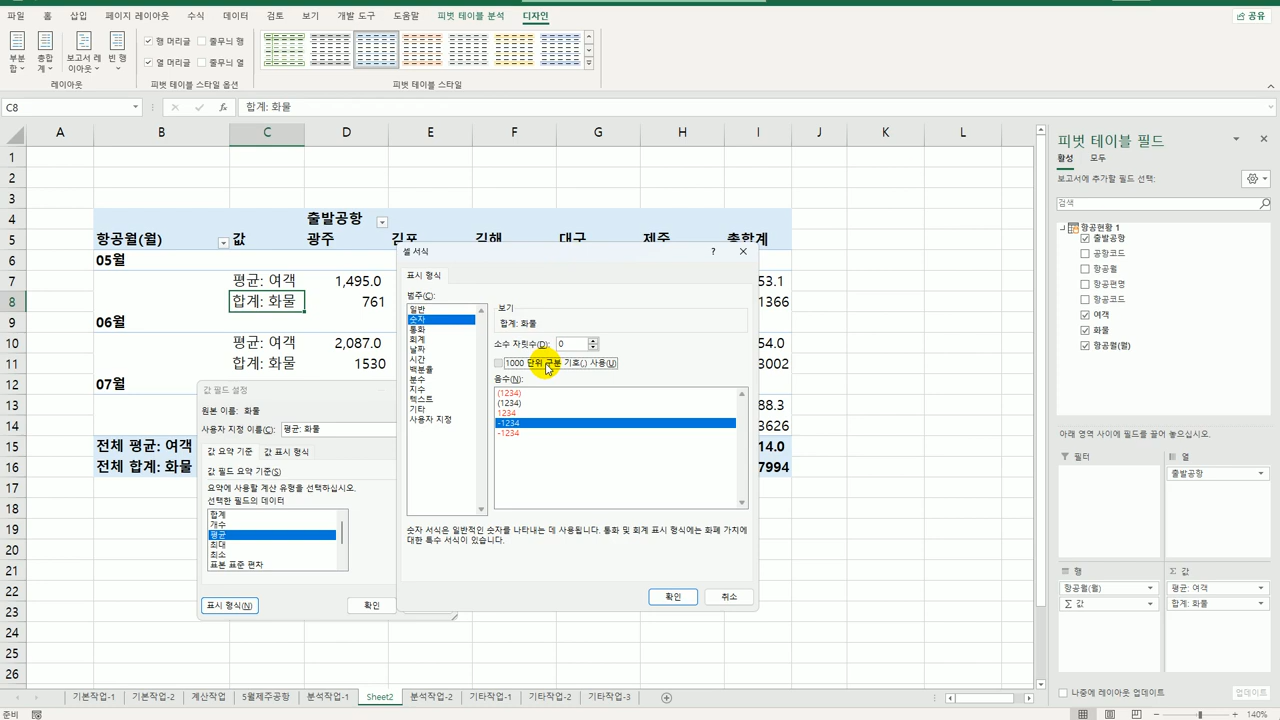 파일 홈 삽입 페이지 레이아웃 수식 데이터 검토 보기 개발 도구 도움말 피벗 테이블 분석 디자인 공유
부분합 총합계 보고서 레이아웃 빈 행
행 머리글 줄무늬 행
열 머리글 줄무늬 열
레이아웃 피벗 테이블 스타일 옵션 피벗 테이블 스타일
C8 fx 합계: 화물
A B C D E F G H I J K L
1
2
3
4 출발공항
5 항공월(월) 값 광주 김포 김해 대구 제주 총합계
6 05월
7 평균: 여객 1,495.0 53.1
8 합계: 화물 761 1366
9 06월
10 평균: 여객 2,087.0 54.0
11 합계: 화물 1530 3002
12 07월
13 88.3
14 3626
15 전체 평균: 여객 14.0
16 전체 합계: 화물 7994
17
18
19
20
21
22
23
24
25
26
값 필드 설정
원본 이름: 화물
사용자 지정 이름(C): 평균: 화물
값 요약 기준 값 표시 형식
값 필드 요약 기준(S)
요약에 사용할 계산 유형을 선택하십시오.
선택한 필드의 데이터
합계
개수
평균
최대
최소
표본 표준 편차
표시 형식(N) 확인
셀 서식 ? ×
표시 형식
범주(C):
일반
숫자
통화
회계
날짜
시간
백분율
분수
지수
텍스트
기타
사용자 지정
보기
합계: 화물
소수 자릿수(D): 0
1000 단위 구분 기호(,) 사용(U)
음수(N):
(1234)
(1234)
1234
-1234
-1234
숫자 서식은 일반적인 숫자를 나타내는 데 사용됩니다. 통화 및 회계 표시 형식에는 화폐 가치에
대한 특수 서식이 있습니다.
확인 취소
피벗 테이블 필드
활성 모두
보고서에 추가할 필드 선택:
검색
항공현황 1
출발공항
공항코드
항공월
항공편명
항공코드
여객
화물
항공월(월)
아래 영역 사이에 필드를 끌어 놓으십시오.
필터 열
출발공항
행 Σ 값
항공월(월) 평균: 여객
Σ 값 합계: 화물
나중에 레이아웃 업데이트 업데이트
기본작업-1 기본작업-2 계산작업 5월제주공항 분석작업-1 Sheet2 분석작업-2 기타작업-1 기타작업-2 기타작업-3
준비 140%